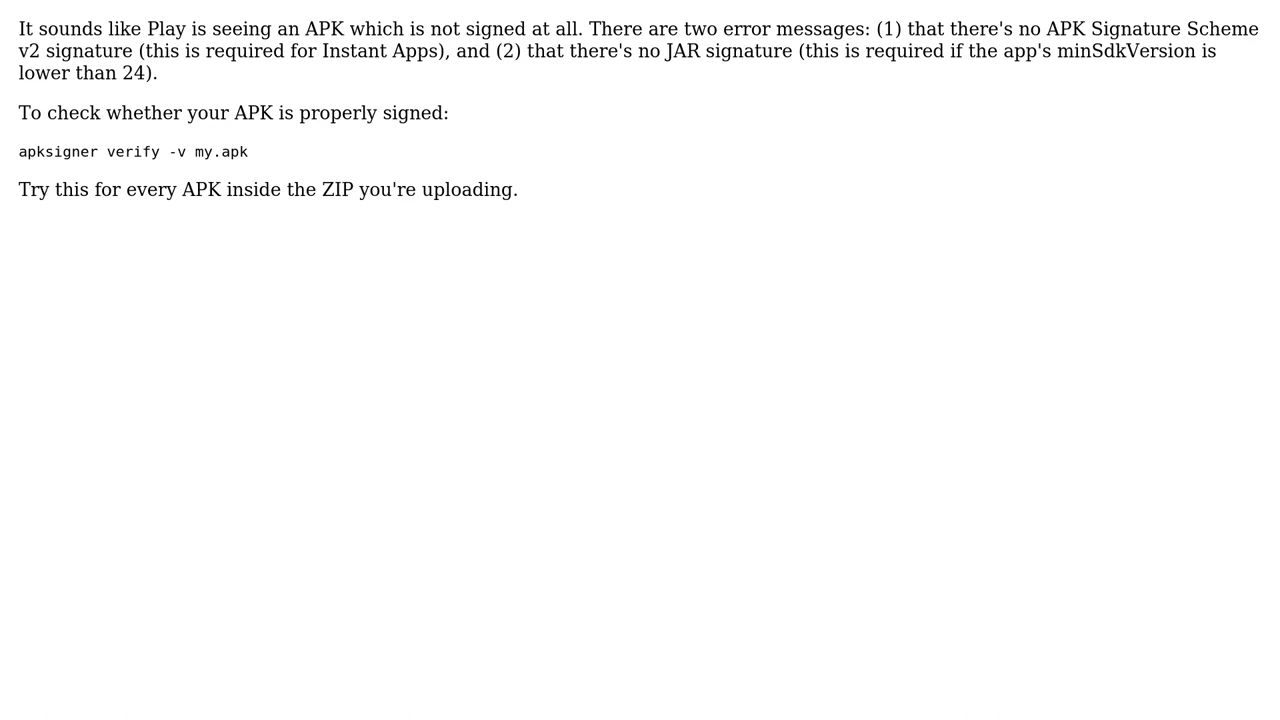 It sounds like Play is seeing an APK which is not signed at all. There are two error messages: (1) that there's no APK Signature Scheme
v2 signature (this is required for Instant Apps), and (2) that there's no JAR signature (this is required if the app's minSdkVersion is
lower than 24).
To check whether your APK is properly signed:
apksigner verify -v my.apk
Try this for every APK inside the ZIP you're uploading.